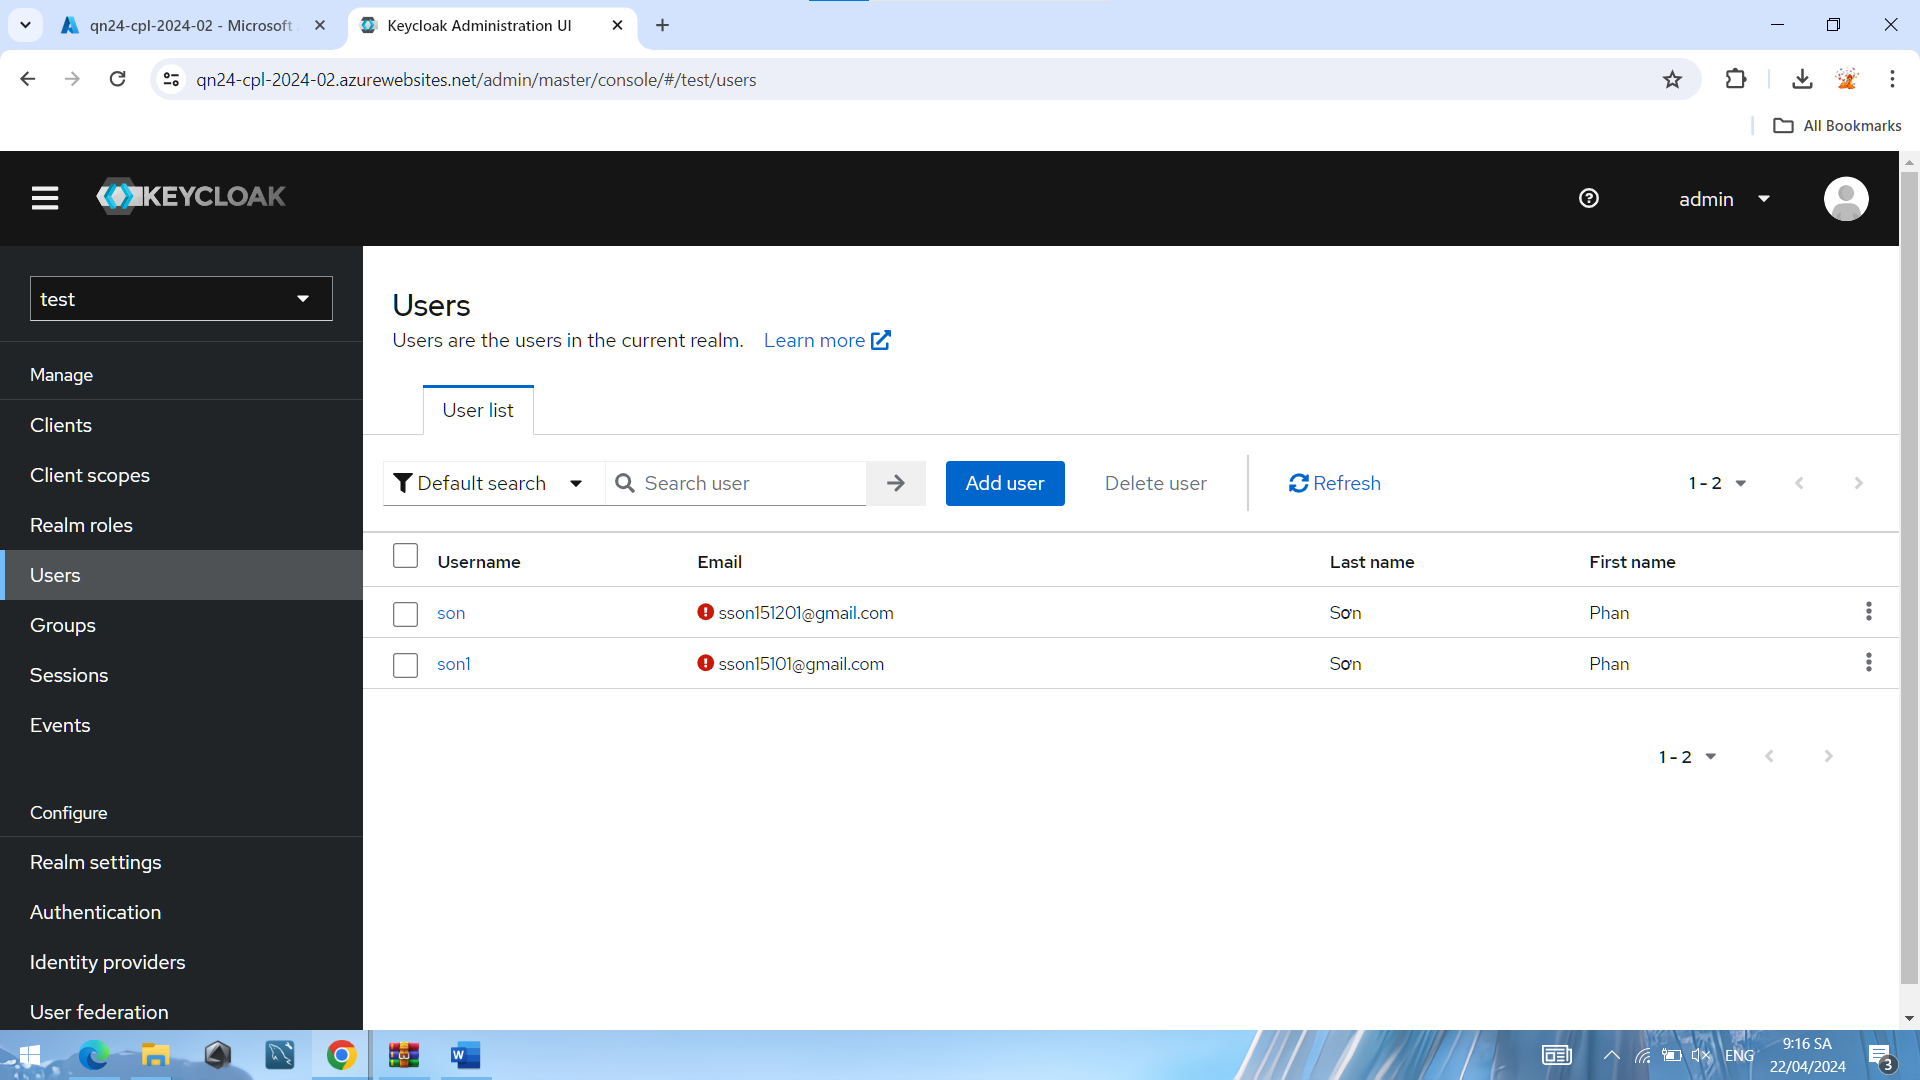 qn24-cpl-2024-02 - Microsoft
Keycloak Administration UI
qn24-cpl-2024-02.azurewebsites.net/admin/master/console/#/test/users
All Bookmarks
KEYCLOAK
admin
test
Manage
Clients
Client scopes
Realm roles
Users
Groups
Sessions
Events
Configure
Realm settings
Authentication
Identity providers
User federation
Users
Users are the users in the current realm. Learn more
User list
Default search Search user Add user Delete user Refresh 1 - 2
Username Email Last name First name
son sson151201@gmail.com Sơn Phan
son1 sson15101@gmail.com Sơn Phan
1 - 2
ENG
9:16 SA
22/04/2024
3